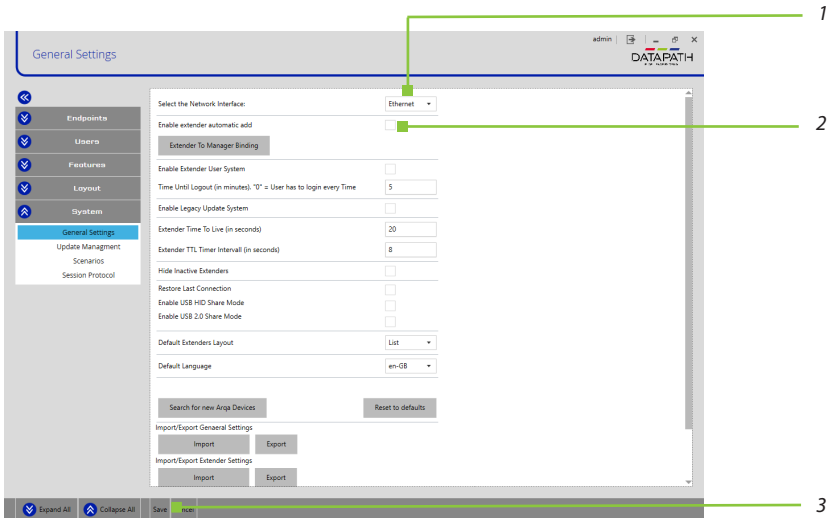 1
admin
General Settings
DATAPATH
Select the Network Interface:
Ethernet
Endpoints
Enable extender automatic add
2
Users
Extender To Manager Binding
Features
Enable Extender User System
Layout
Time Until Logout (in minutes). "0" = User has to login every Time
5
System
Enable Legacy Update System
General Settings
Extender Time To Live (in seconds)
20
Update Managment
Extender TTL Timer Intervall (in seconds)
8
Scenarios
Session Protocol
Hide Inactive Extenders
Restore Last Connection
Enable USB HID Share Mode
Enable USB 2.0 Share Mode
Default Extenders Layout
List
Default Language
en-GB
Search for new Arqa Devices
Reset to defaults
Import/Export Genaeral Settings
Import Export
Import/Export Extender Settings
Import Export
Expand All Collapse All Save
3